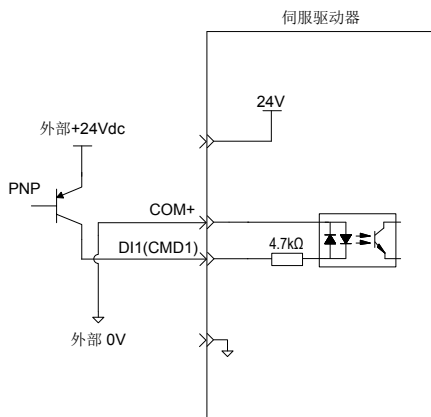 伺服驱动器
24V
外部+24Vdc
PNP
COM+
DI1(CMD1)
4.7kΩ
外部 0V